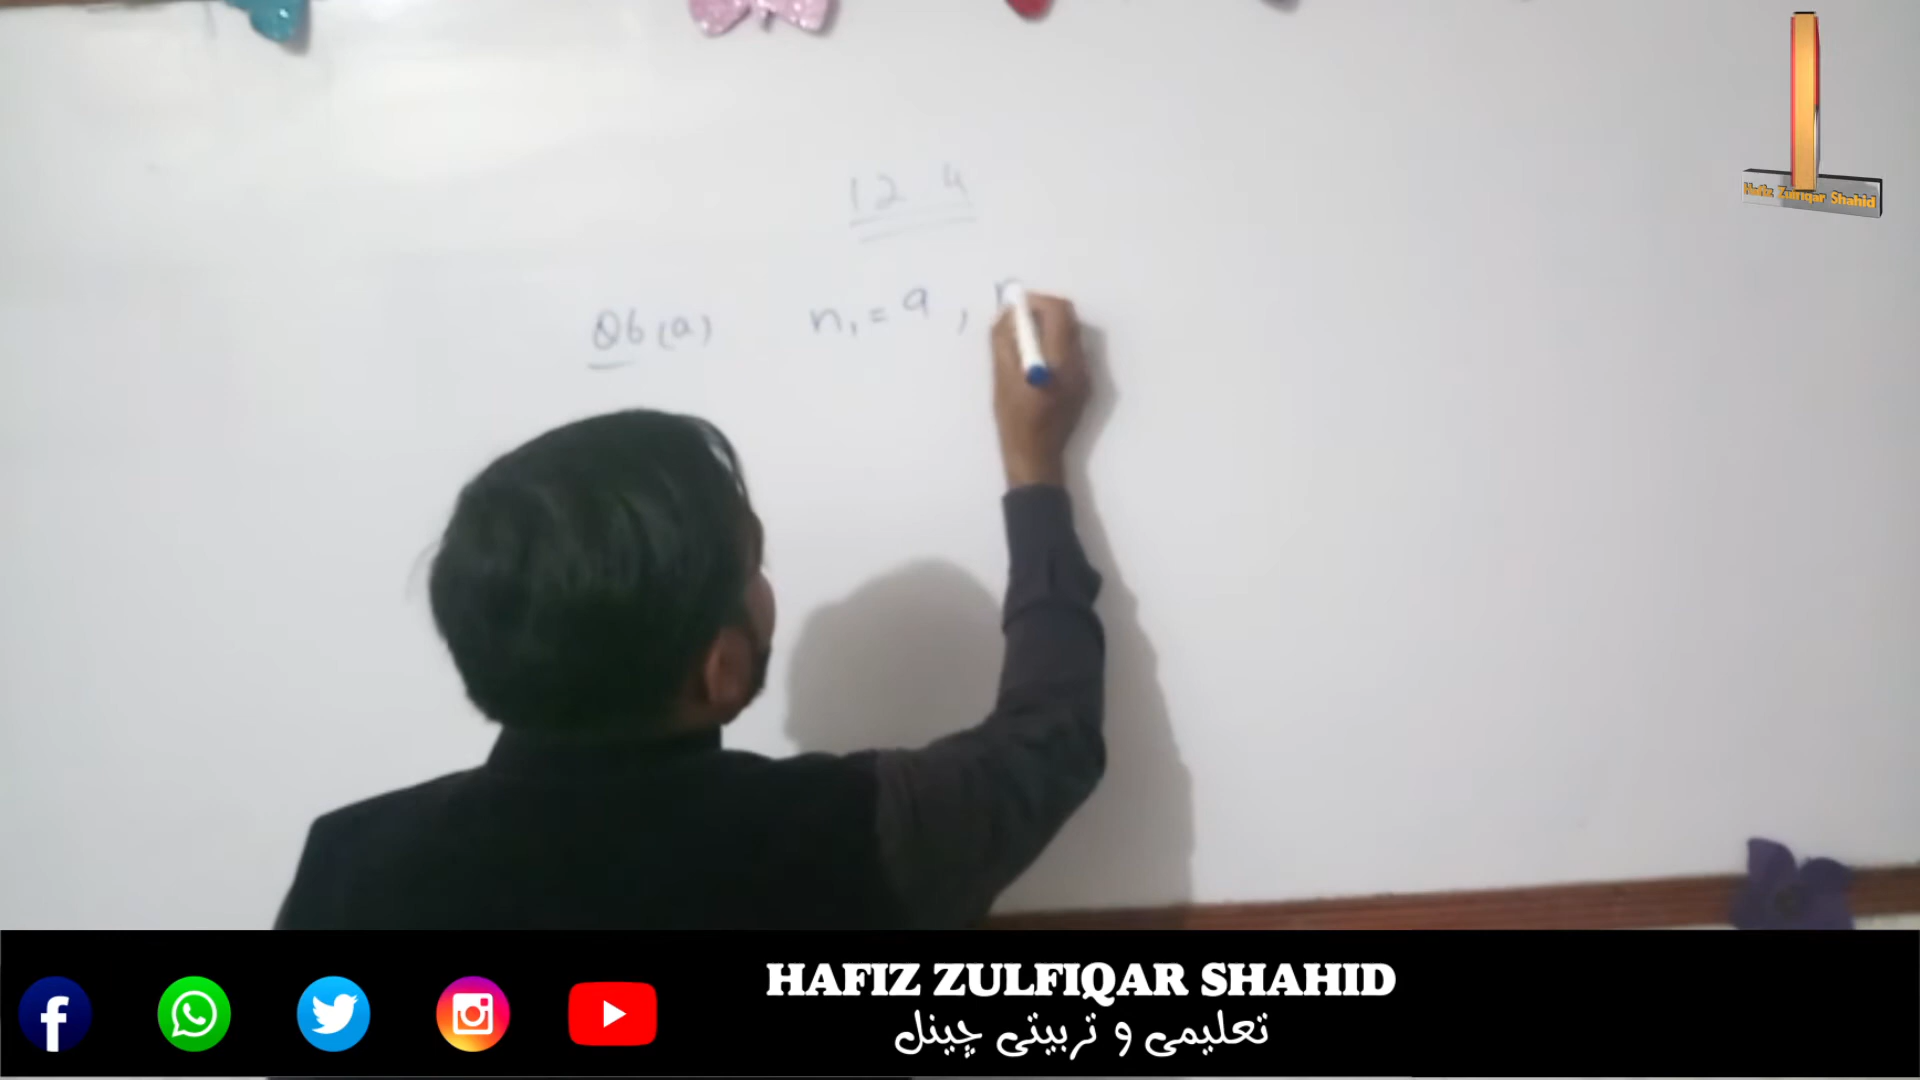 12 4
Q6(a) n₁ = 9 , n
Hafiz Zulfiqar Shahid
HAFIZ ZULFIQAR SHAHID
تعلیمی و تربیتی چینل